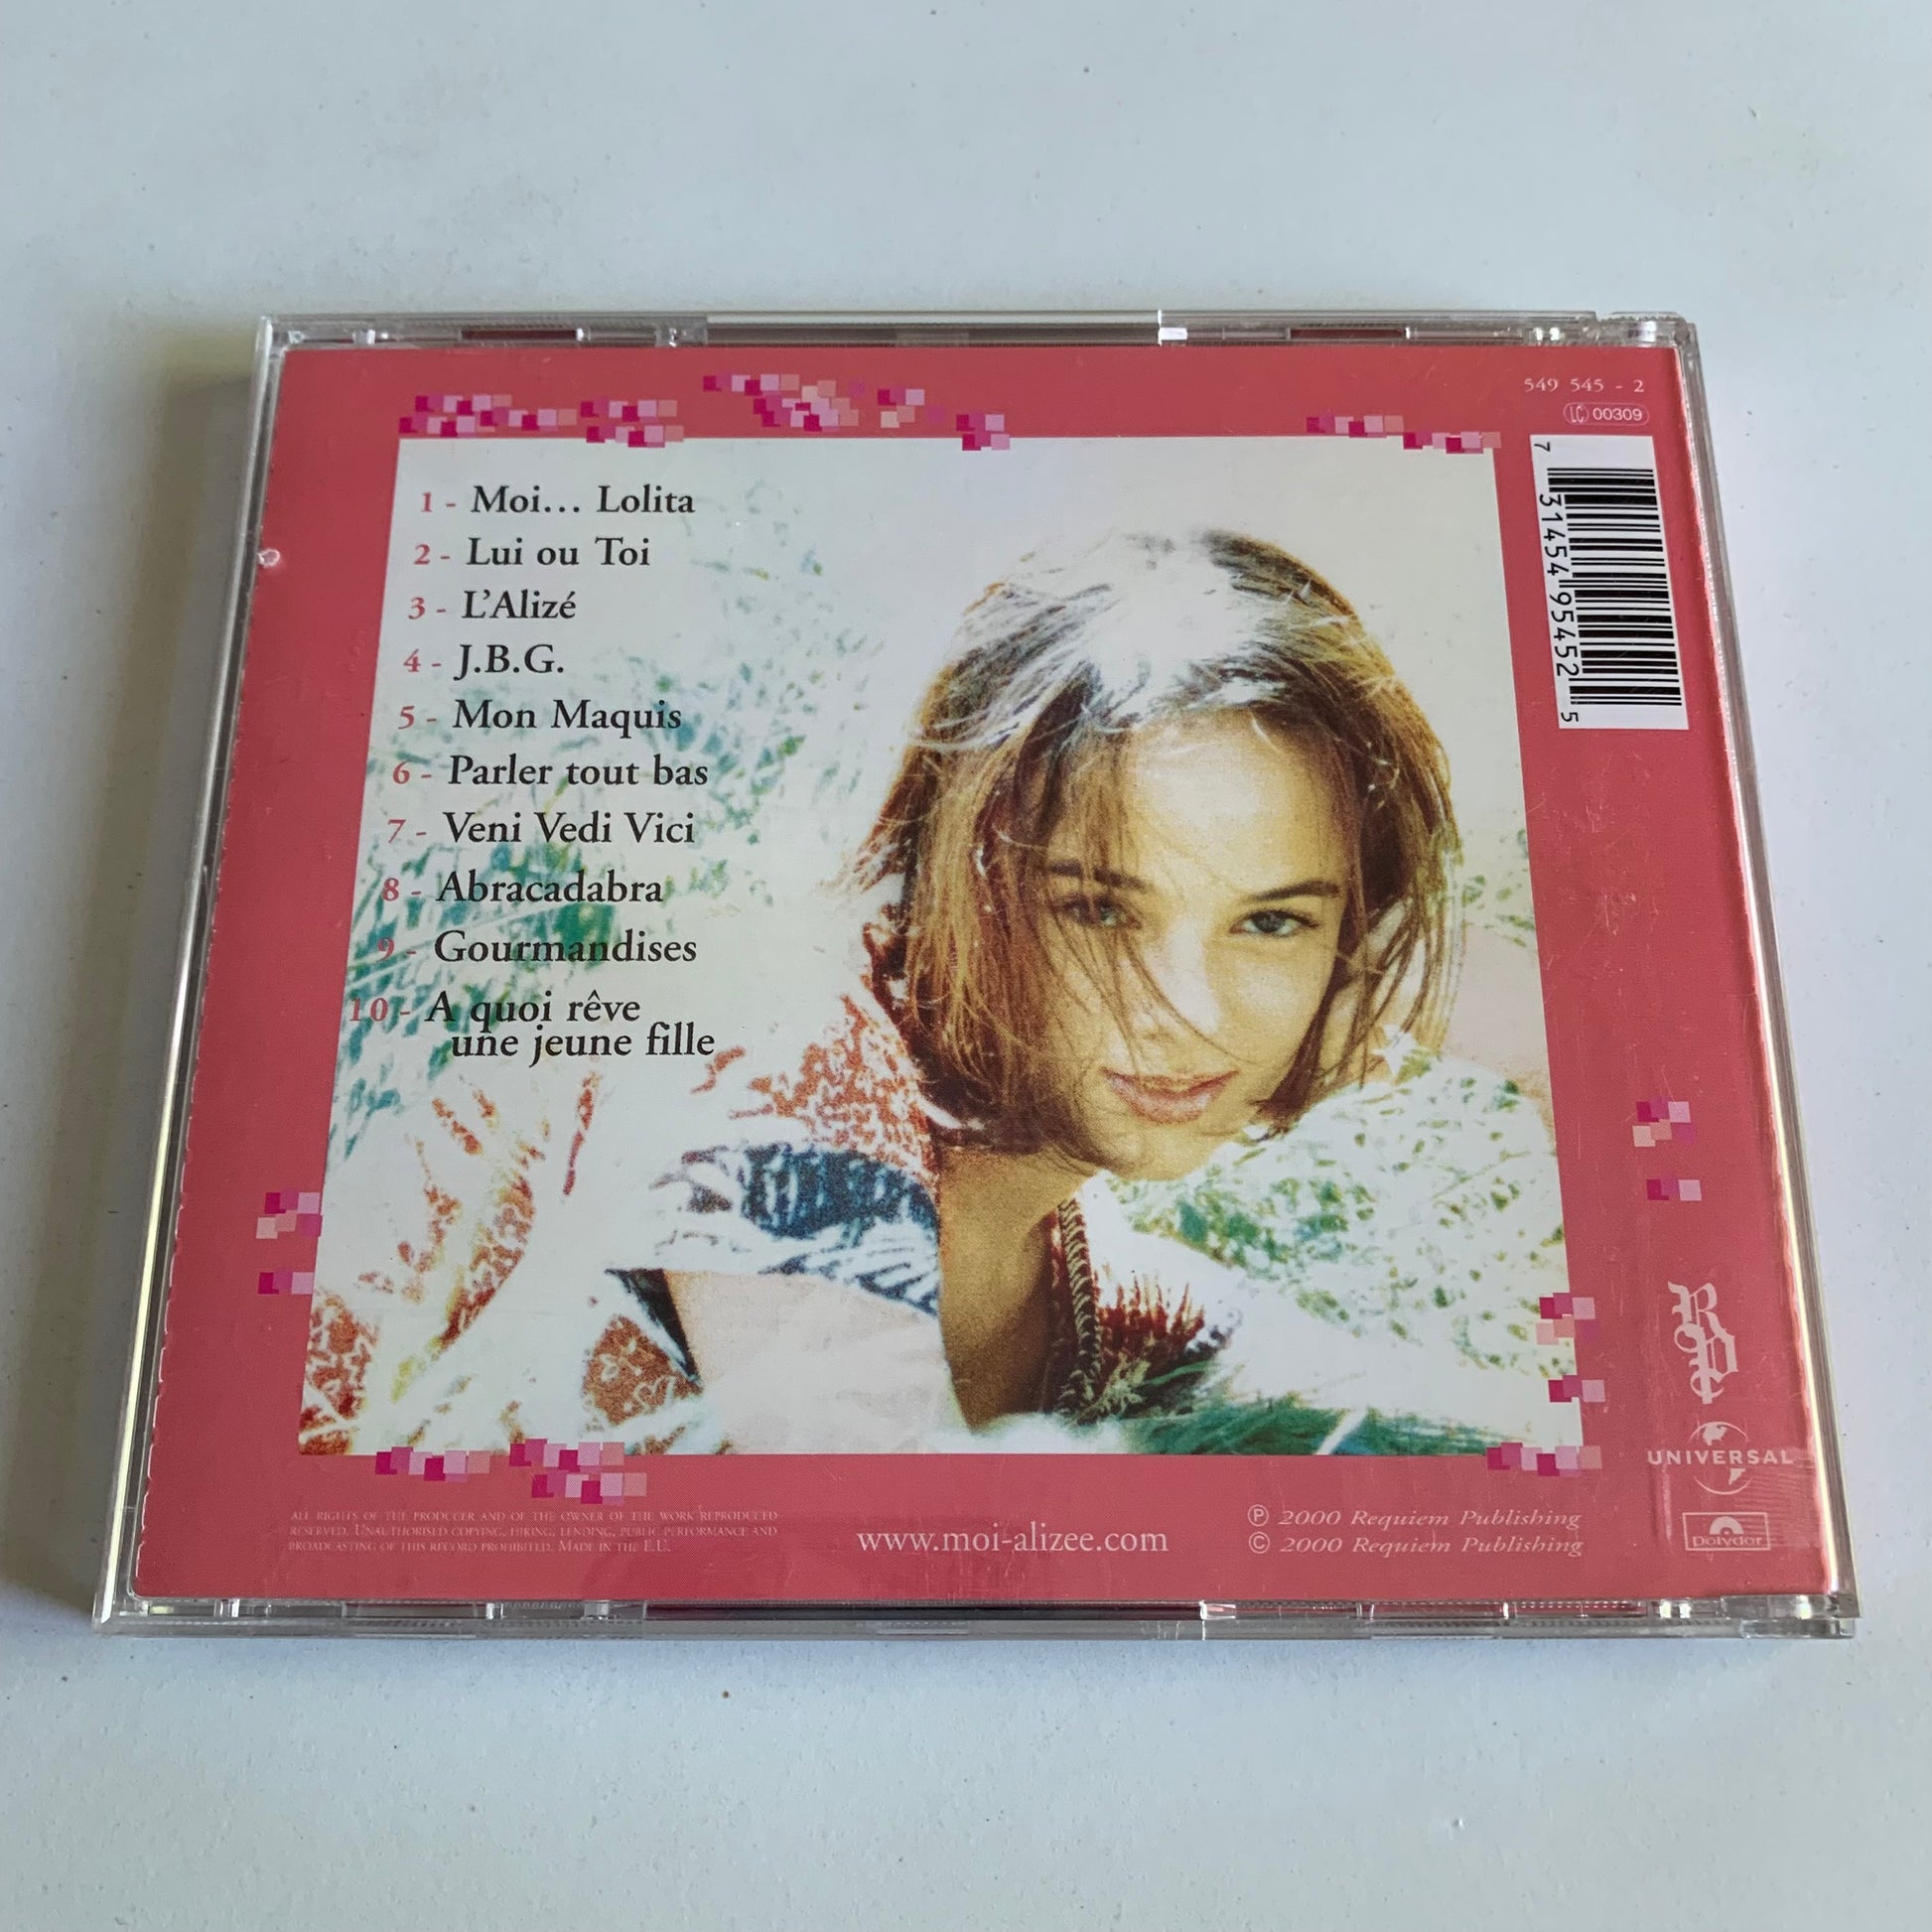 549 545 - 2
LC 00309
7 31454 95452 5
1 - Moi... Lolita
2 - Lui ou Toi
3 - L'Alizé
4 - J.B.G.
5 - Mon Maquis
6 - Parler tout bas
7 - Veni Vedi Vici
8 - Abracadabra
9 - Gourmandises
10 - A quoi rêve
une jeune fille
RP
UNIVERSAL
polydor
ALL RIGHTS OF THE PRODUCER AND OF THE OWNER OF THE WORK REPRODUCED
RESERVED. UNAUTHORISED COPYING, HIRING, LENDING, PUBLIC PERFORMANCE AND
BROADCASTING OF THIS RECORD PROHIBITED. MADE IN THE E.U.
www.moi-alizee.com
℗ 2000 Requiem Publishing
© 2000 Requiem Publishing